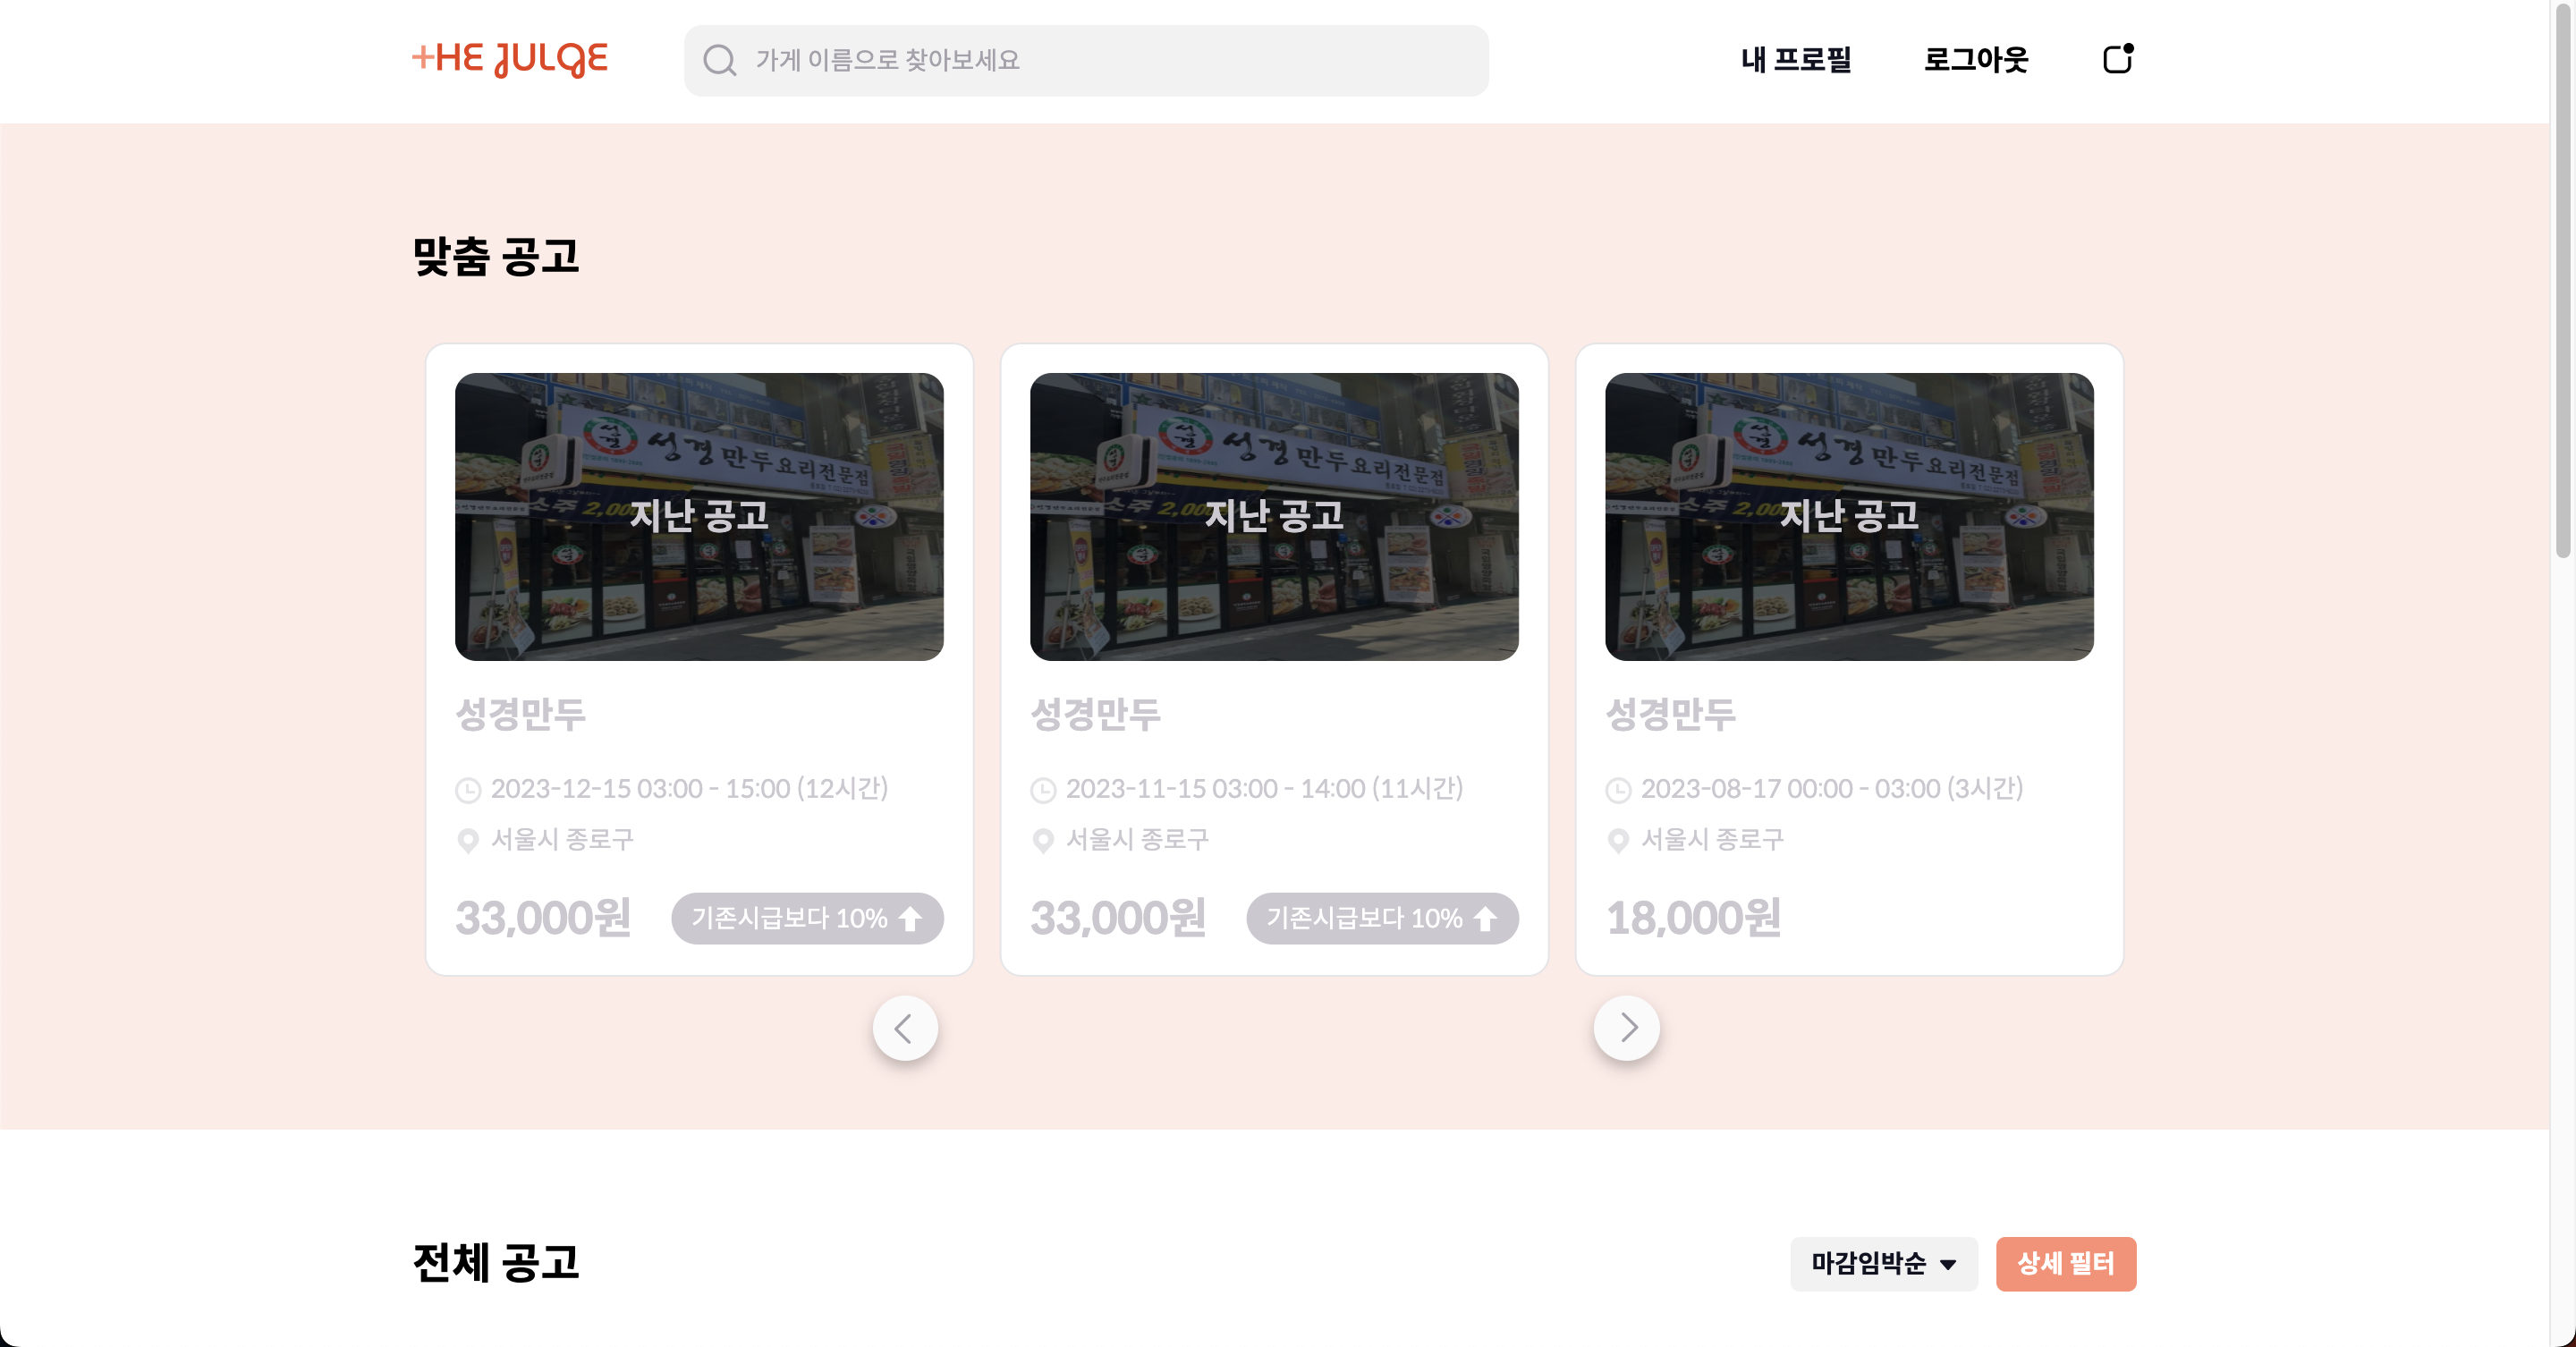 +HE JULGE
가게 이름으로 찾아보세요
내 프로필
로그아웃
맞춤 공고
성경만두요리전문점
소주 2,00
지난 공고
성경만두
2023-12-15 03:00 - 15:00 (12시간)
서울시 종로구
33,000원
기존시급보다 10%
성경만두요리전문점
소주 2,00
지난 공고
성경만두
2023-11-15 03:00 - 14:00 (11시간)
서울시 종로구
33,000원
기존시급보다 10%
성경만두요리전문점
소주 2,00
지난 공고
성경만두
2023-08-17 00:00 - 03:00 (3시간)
서울시 종로구
18,000원
전체 공고
마감임박순
상세 필터